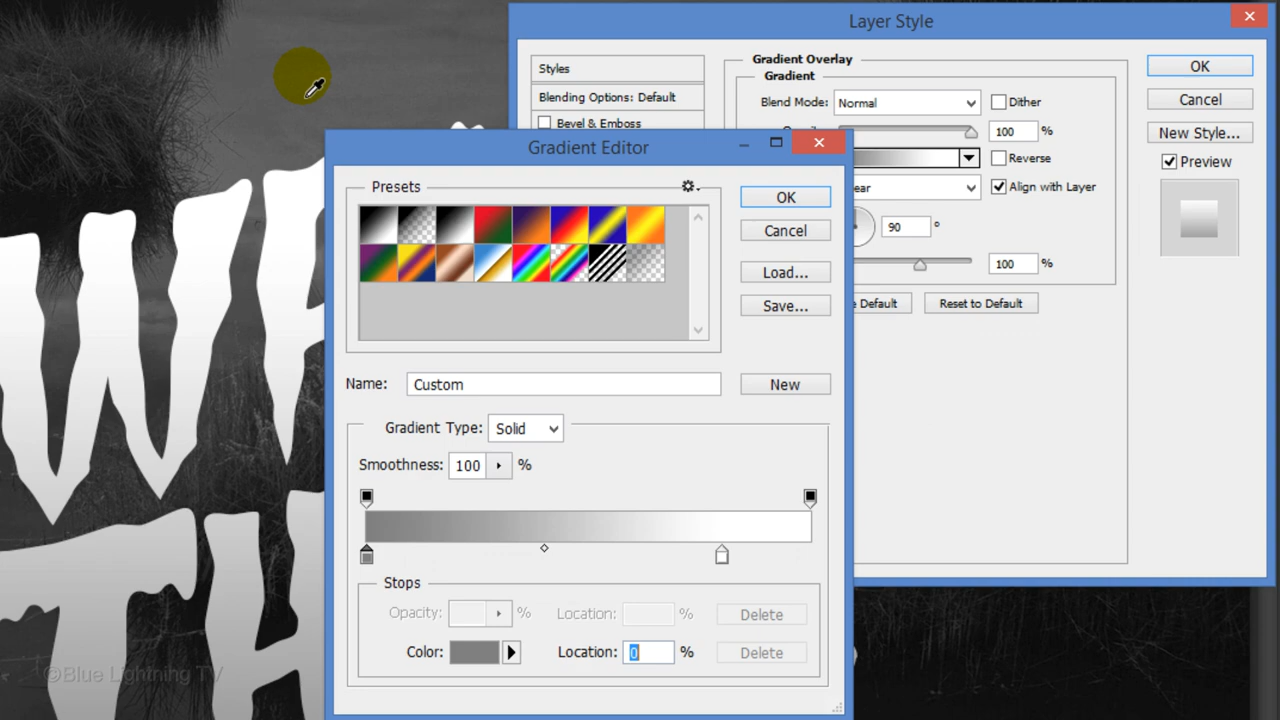 Layer Style
Styles
Blending Options: Default
Bevel & Emboss
Gradient Overlay
Gradient
Blend Mode: Normal
Dither
100 %
Reverse
Align with Layer
90 °
100 %
Reset to Default
OK
Cancel
New Style...
Preview
Gradient Editor
Presets
OK
Cancel
Load...
Save...
Name: Custom
New
Gradient Type: Solid
Smoothness: 100 %
Stops
Opacity: % Location: % Delete
Color: Location: 0 % Delete
W
TH
©Blue Lightning TV